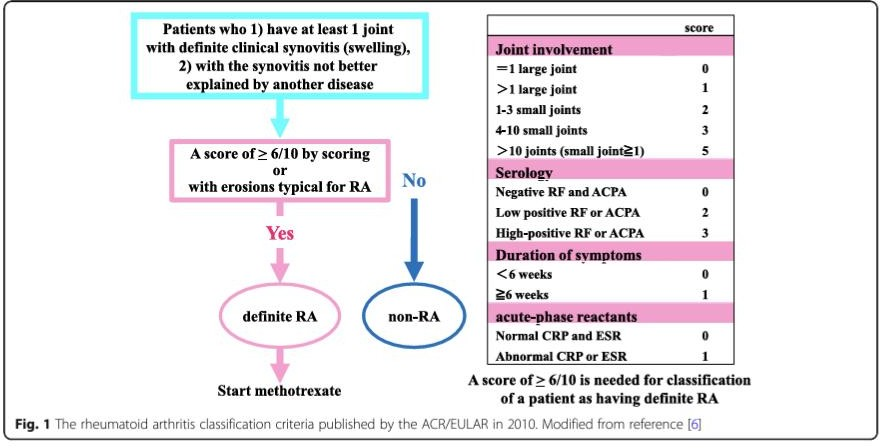 Patients who 1) have at least 1 joint
with definite clinical synovitis (swelling),
2) with the synovitis not better
explained by another disease
A score of ≥ 6/10 by scoring
or
with erosions typical for RA
No
Yes
definite RA
non-RA
Start methotrexate
score
Joint involvement
=1 large joint 0
>1 large joint 1
1-3 small joints 2
4-10 small joints 3
>10 joints (small joint≧1) 5
Serology
Negative RF and ACPA 0
Low positive RF or ACPA 2
High-positive RF or ACPA 3
Duration of symptoms
<6 weeks 0
≧6 weeks 1
acute-phase reactants
Normal CRP and ESR 0
Abnormal CRP or ESR 1
A score of ≥ 6/10 is needed for classification
of a patient as having definite RA
Fig. 1 The rheumatoid arthritis classification criteria published by the ACR/EULAR in 2010. Modified from reference [6]